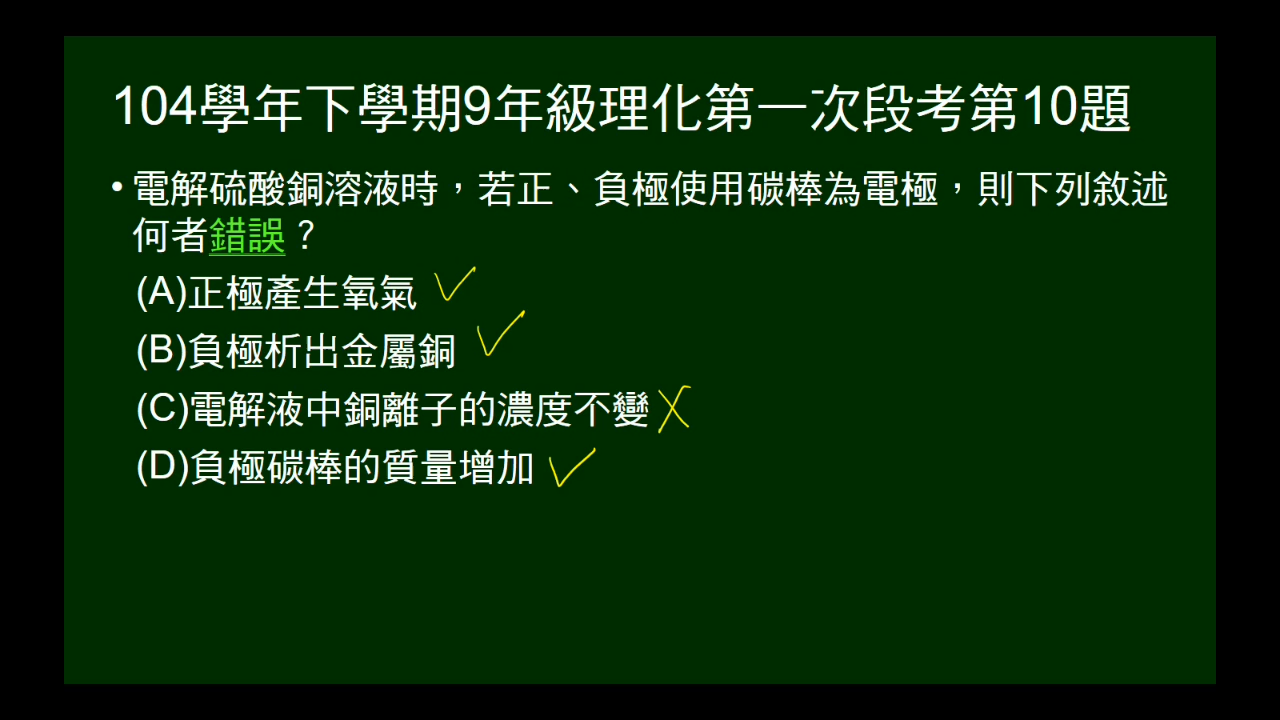 104學年下學期9年級理化第一次段考第10題
• 電解硫酸銅溶液時，若正、負極使用碳棒為電極，則下列敘述
何者錯誤？
(A)正極產生氧氣
(B)負極析出金屬銅
(C)電解液中銅離子的濃度不變
(D)負極碳棒的質量增加